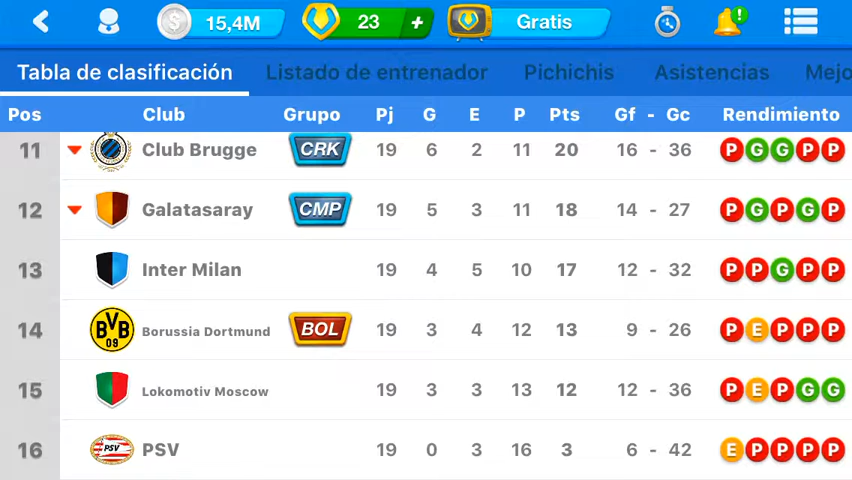 15,4M 23 + Gratis !
Tabla de clasificación Listado de entrenador Pichichis Asistencias Mejo
Pos Club Grupo Pj G E P Pts Gf - Gc Rendimiento
11 Club Brugge CRK 19 6 2 11 20 16 - 36 P G G P P
12 Galatasaray CMP 19 5 3 11 18 14 - 27 P G P G P
13 Inter Milan 19 4 5 10 17 12 - 32 P P G P P
14 BVB 09 Borussia Dortmund BOL 19 3 4 12 13 9 - 26 P E P P P
15 Lokomotiv Moscow 19 3 3 13 12 12 - 36 P E P G G
16 PSV PSV 19 0 3 16 3 6 - 42 E P P P P